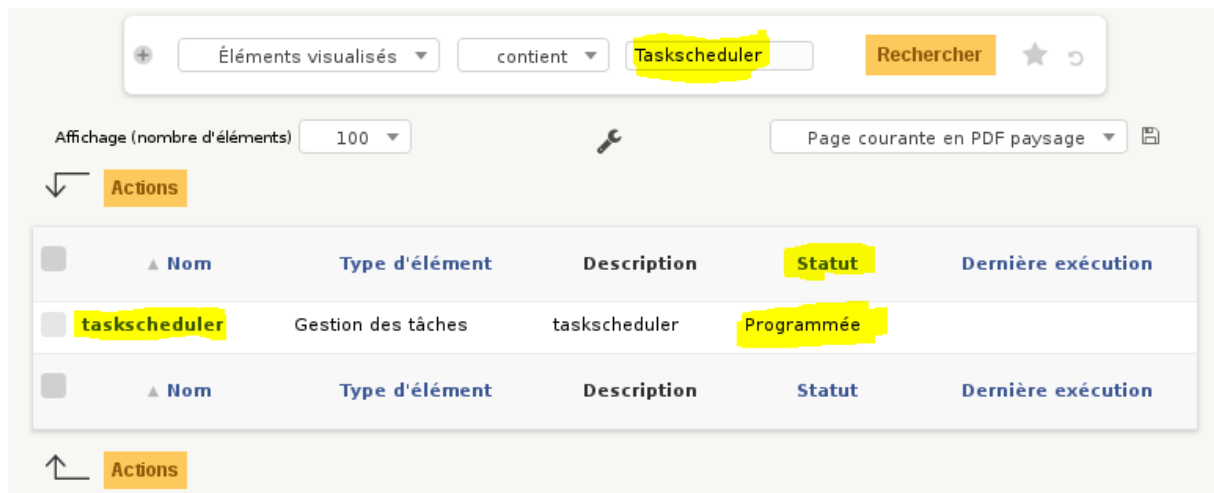 Éléments visualisés contient Taskscheduler Rechercher
Affichage (nombre d'éléments) 100 Page courante en PDF paysage
Actions
Nom Type d'élément Description Statut Dernière exécution
taskscheduler Gestion des tâches taskscheduler Programmée
Nom Type d'élément Description Statut Dernière exécution
Actions